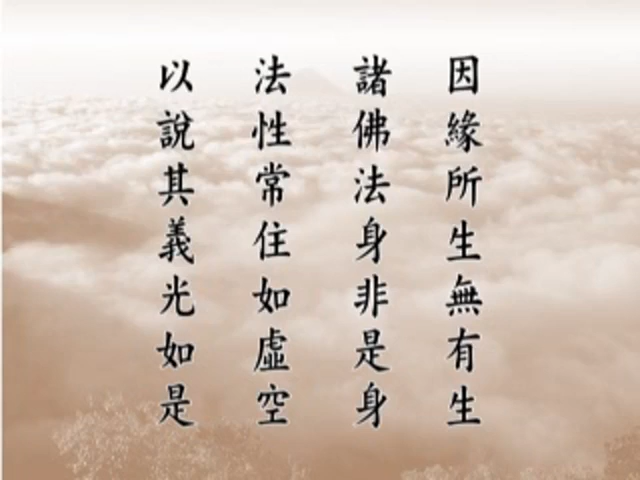 因緣所生無有生
諸佛法身非是身
法性常住如虛空
以說其義光如是